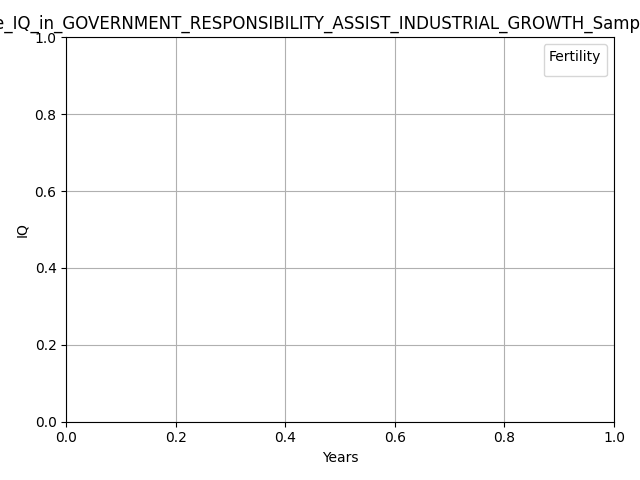 e_IQ_in_GOVERNMENT_RESPONSIBILITY_ASSIST_INDUSTRIAL_GROWTH_Samp
Fertility
1.0
0.8
0.6
0.4
0.2
0.0
IQ
0.0 0.2 0.4 0.6 0.8 1.0
Years